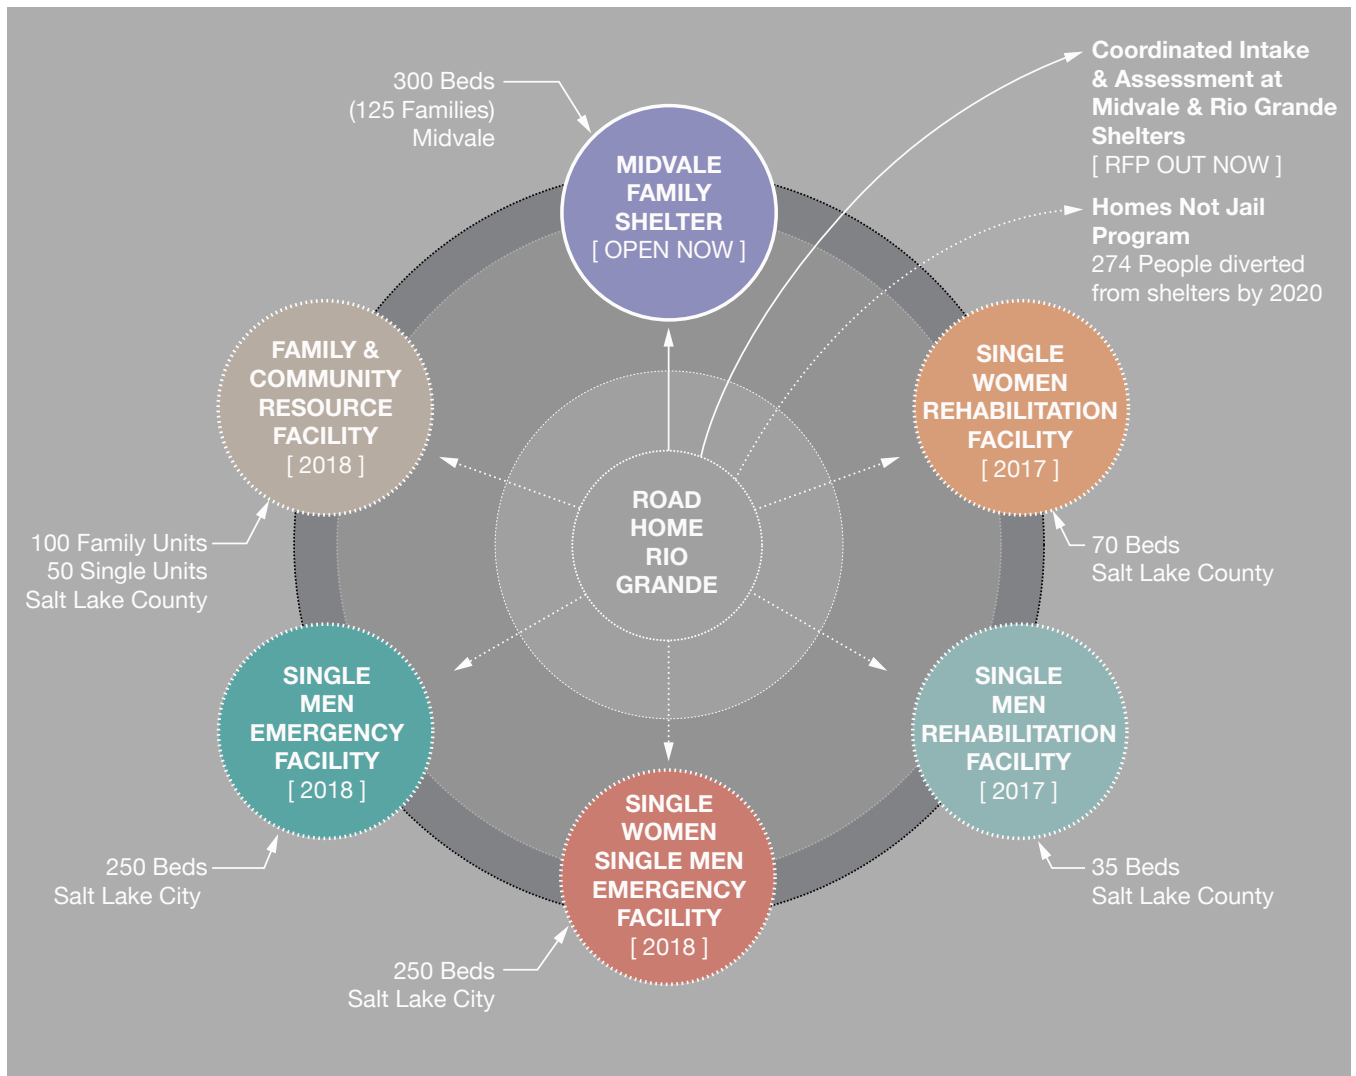 300 Beds
(125 Families)
Midvale
MIDVALE
FAMILY
SHELTER
[ OPEN NOW ]
Coordinated Intake
& Assessment at
Midvale & Rio Grande
Shelters
[ RFP OUT NOW ]
Homes Not Jail
Program
274 People diverted
from shelters by 2020
FAMILY &
COMMUNITY
RESOURCE
FACILITY
[ 2018 ]
SINGLE
WOMEN
REHABILITATION
FACILITY
[ 2017 ]
ROAD
HOME
RIO
GRANDE
100 Family Units
50 Single Units
Salt Lake County
70 Beds
Salt Lake County
SINGLE
MEN
EMERGENCY
FACILITY
[ 2018 ]
SINGLE
MEN
REHABILITATION
FACILITY
[ 2017 ]
SINGLE
WOMEN
SINGLE MEN
EMERGENCY
FACILITY
[ 2018 ]
250 Beds
Salt Lake City
35 Beds
Salt Lake County
250 Beds
Salt Lake City